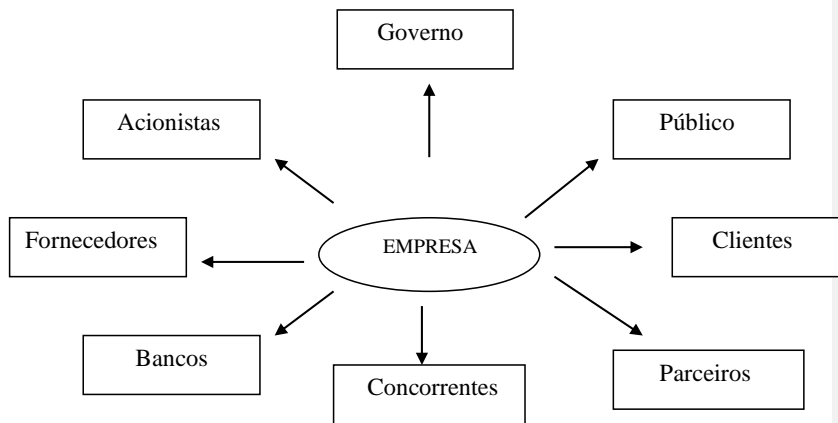 Governo
Acionistas
Público
Fornecedores
EMPRESA
Clientes
Bancos
Concorrentes
Parceiros